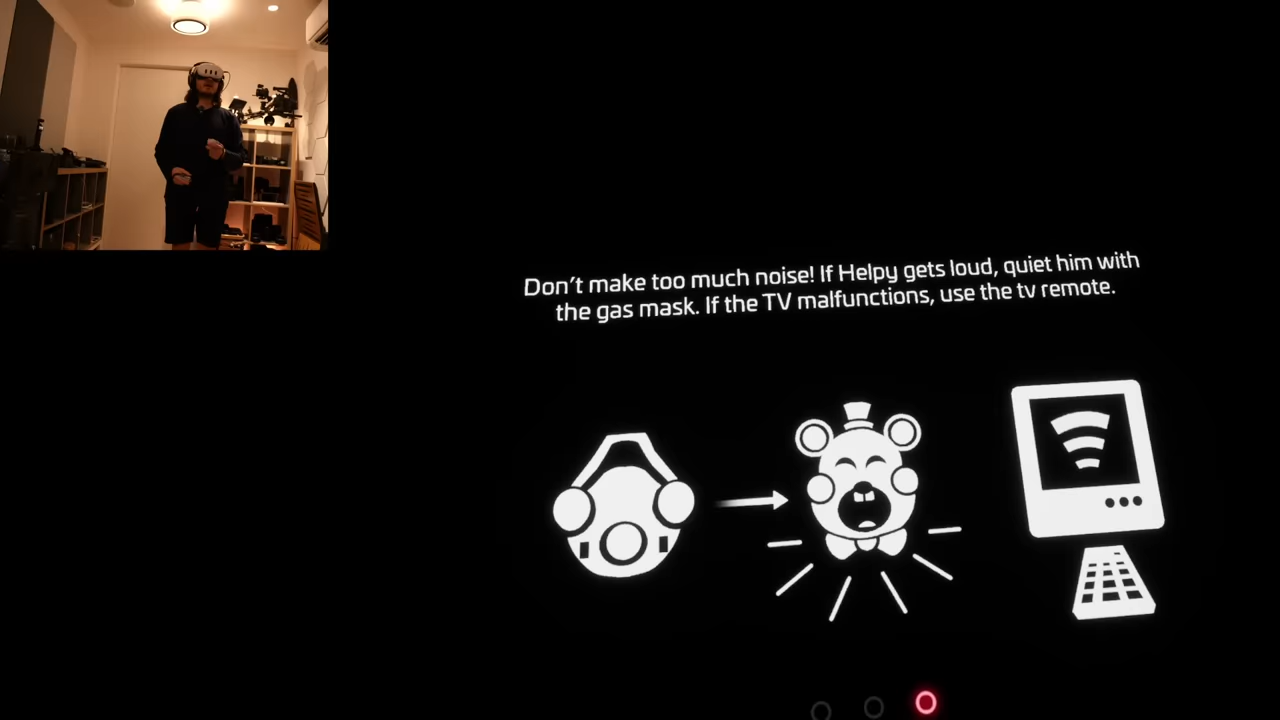 Don't make too much noise! If Helpy gets loud, quiet him with
the gas mask. If the TV malfunctions, use the tv remote.